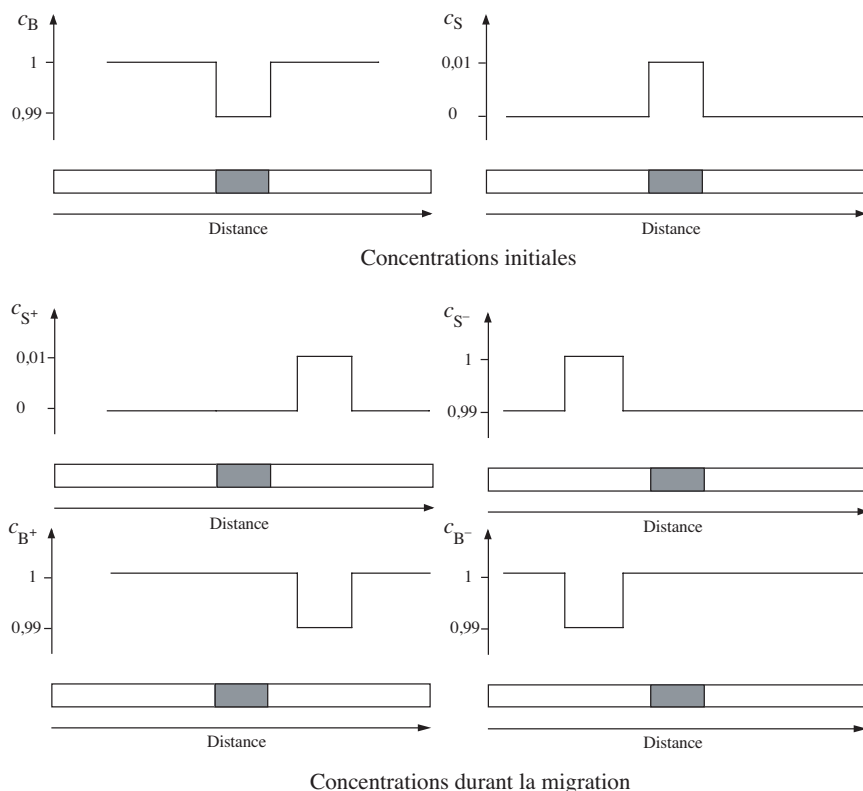 c_B
1
0,99
Distance
c_S
0,01
0
Distance
Concentrations initiales
c_S+
0,01
0
Distance
c_S–
1
0,99
Distance
c_B+
1
0,99
Distance
c_B–
1
0,99
Distance
Concentrations durant la migration